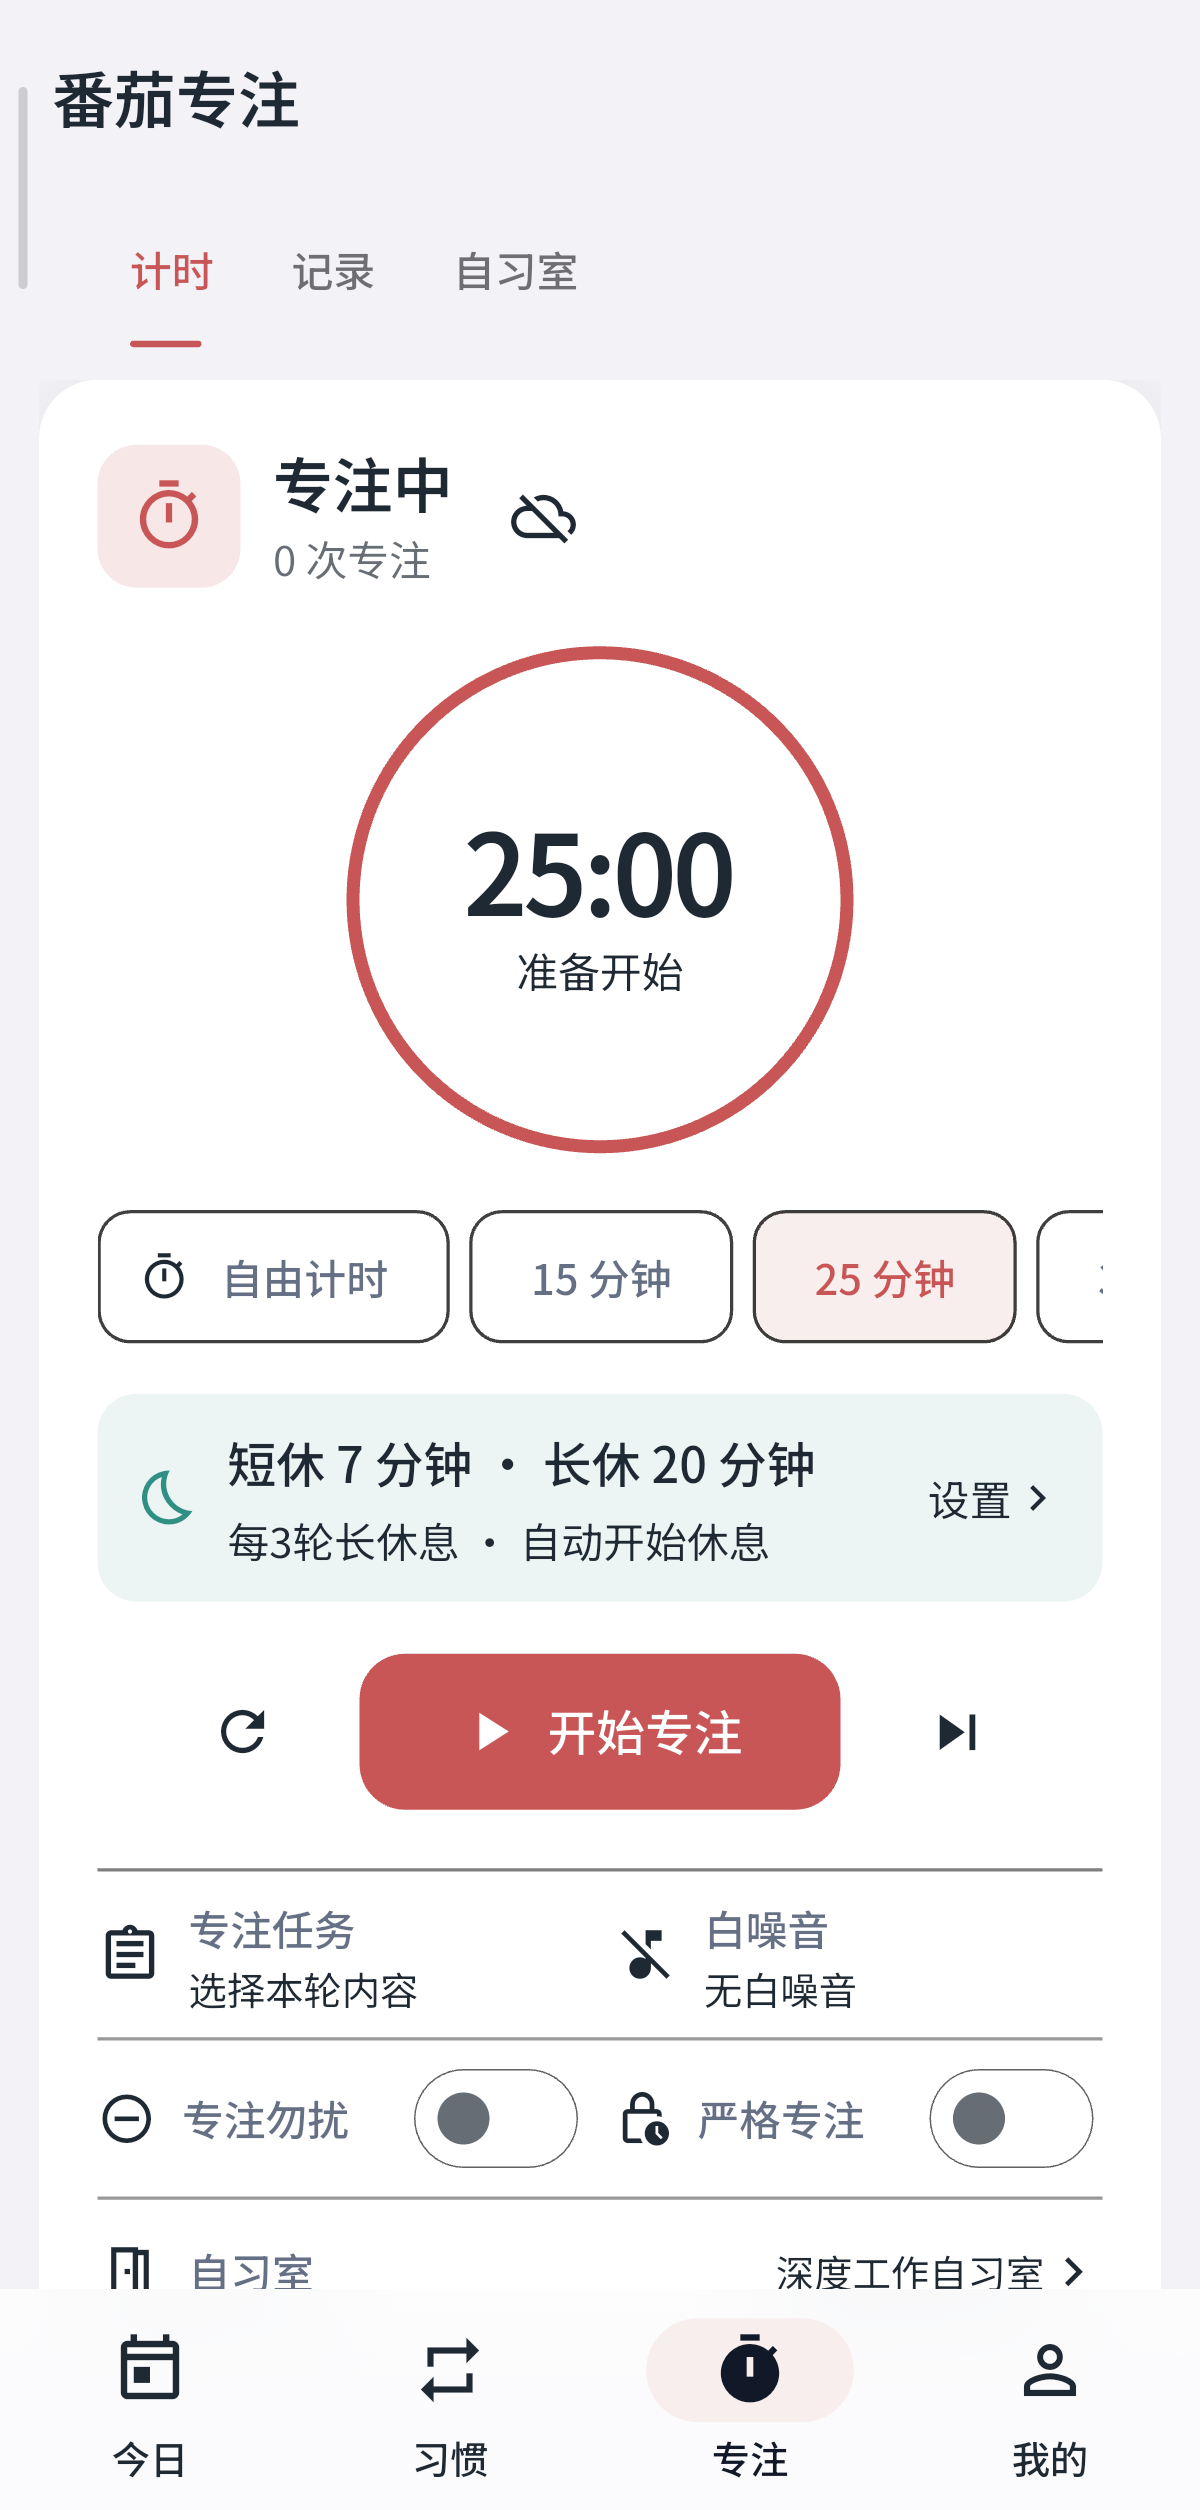 番茄专注
计时 记录 自习室
专注中
0 次专注
25:00
准备开始
自由计时 15 分钟 25 分钟
短休 7 分钟 • 长休 20 分钟
每3轮长休息 • 自动开始休息
设置
开始专注
专注任务
选择本轮内容
白噪音
无白噪音
专注勿扰 严格专注
自习室 深度工作自习室
今日 习惯 专注 我的